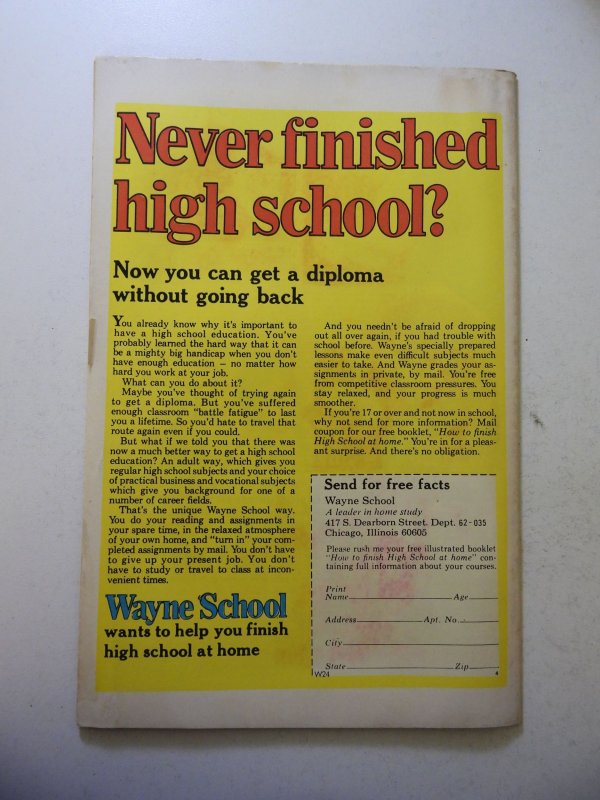 Never finished
high school?
Now you can get a diploma
without going back
You already know why it's important to
have a high school education. You've
probably learned the hard way that it can
be a mighty big handicap when you don't
have enough education – no matter how
hard you work at your job.
What can you do about it?
Maybe you've thought of trying again
to get a diploma. But you've suffered
enough classroom "battle fatigue" to last
you a lifetime. So you'd hate to travel that
route again even if you could.
But what if we told you that there was
now a much better way to get a high school
education? An adult way, which gives you
regular high school subjects and your choice
of practical business and vocational subjects
which give you background for one of a
number of career fields.
That's the unique Wayne School way.
You do your reading and assignments in
your spare time, in the relaxed atmosphere
of your own home, and "turn in" your com-
pleted assignments by mail. You don't have
to give up your present job. You don't
have to study or travel to class at incon-
venient times.
Wayne School
wants to help you finish
high school at home
And you needn't be afraid of dropping
out all over again, if you had trouble with
school before. Wayne's specially prepared
lessons make even difficult subjects much
easier to take. And Wayne grades your as-
signments in private, by mail. You're free
from competitive classroom pressures. You
stay relaxed, and your progress is much
smoother.
If you're 17 or over and not now in school,
why not send for more information? Mail
coupon for our free booklet, "How to finish
High School at home." You're in for a pleas-
ant surprise. And there's no obligation.
Send for free facts
Wayne School
A leader in home study
417 S. Dearborn Street. Dept. 62-035
Chicago, Illinois 60605
Please rush me your free illustrated booklet
"How to finish High School at home" con-
taining full information about your courses.
Print
Name Age
Address Apt. No.
City
State Zip
W24 4